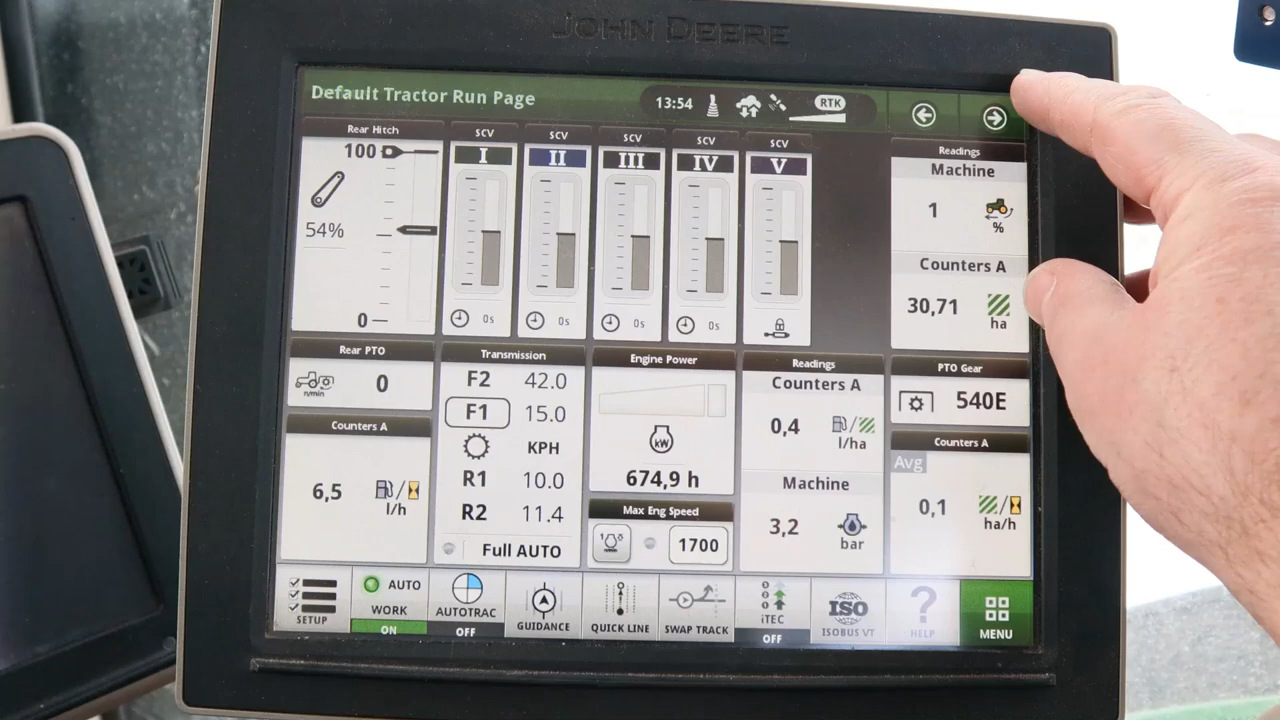 JOHN DEERE
Default Tractor Run Page
13:54
RTK
Rear Hitch
100
54%
0
SCV
I
0s
SCV
II
0s
SCV
III
0s
SCV
IV
0s
SCV
V
Readings
Machine
1
%
Counters A
30,71
ha
Rear PTO
n/min
0
Counters A
6,5
l/h
Transmission
F2 42.0
F1 15.0
KPH
R1 10.0
R2 11.4
Full AUTO
Engine Power
kW
674,9 h
Max Eng Speed
n/min
1700
Readings
Counters A
0,4
l/ha
Machine
3,2
bar
PTO Gear
540E
Counters A
Avg
0,1
ha/h
SETUP
AUTO
WORK
ON
AUTOTRAC
OFF
GUIDANCE
QUICK LINE
SWAP TRACK
1
2
3
iTEC
OFF
ISO
ISOBUS VT
?
HELP
MENU